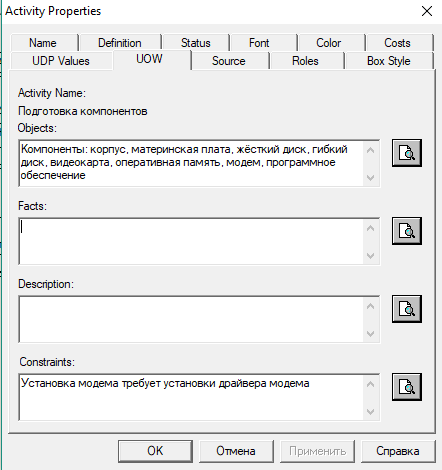 Activity Properties
Name Definition Status Font Color Costs
UDP Values UOW Source Roles Box Style
Activity Name:
Подготовка компонентов
Objects:
Компоненты: корпус, материнская плата, жёсткий диск, гибкий
диск, видеокарта, оперативная память, модем, программное
обеспечение
Facts:
Description:
Constraints:
Установка модема требует установки драйвера модема
OK Отмена Применить Справка